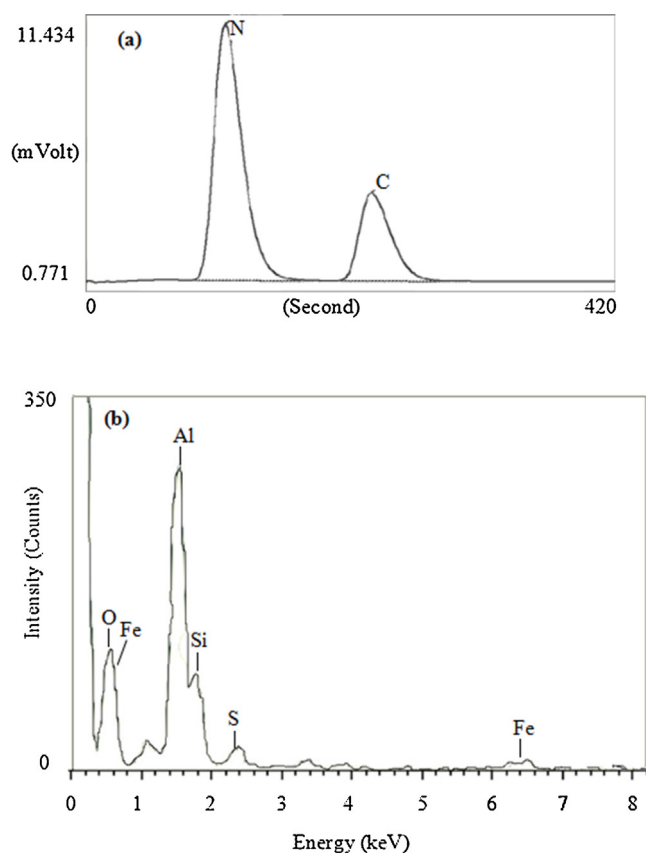 11.434
(a)
N
(mVolt)
C
0.771
0
(Second)
420
350
(b)
Al
Intensity (Counts)
O
Fe
Si
S
Fe
0
0 1 2 3 4 5 6 7 8
Energy (keV)